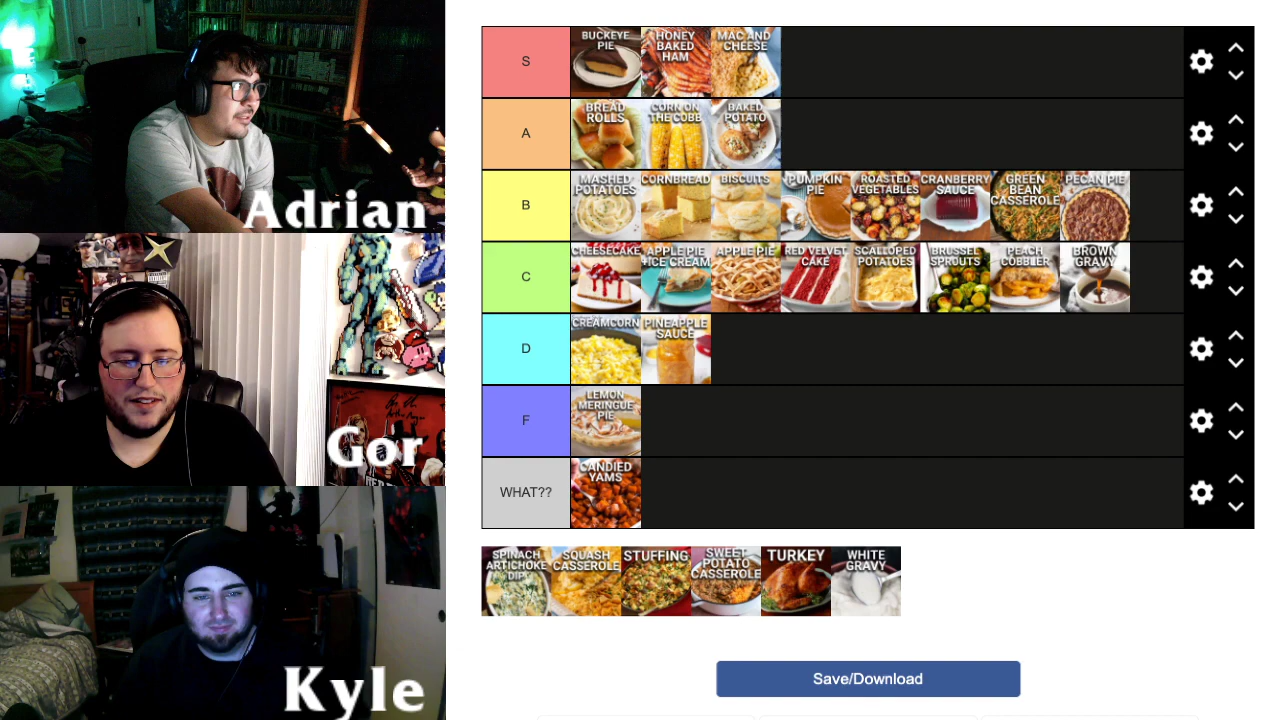 Adrian
Gor
Kyle
S
BUCKEYE
PIE
HONEY
BAKED
HAM
MAC AND
CHEESE
A
BREAD
ROLLS
CORN ON
THE COBB
BAKED
POTATO
B
MASHED
POTATOES
CORNBREAD
BISCUITS
PUMPKIN
PIE
ROASTED
VEGETABLES
CRANBERRY
SAUCE
GREEN
BEAN
CASSEROLE
PECAN PIE
C
CHEESECAKE
APPLE PIE
+ICE CREAM
APPLE PIE
RED VELVET
CAKE
SCALLOPED
POTATOES
BRUSSEL
SPROUTS
PEACH
COBBLER
BROWN
GRAVY
D
CREAMCORN
PINEAPPLE
SAUCE
F
LEMON
MERINGUE
PIE
WHAT??
CANDIED
YAMS
SPINACH
ARTICHOKE
DIP
SQUASH
CASSEROLE
STUFFING
SWEET
POTATO
CASSEROLE
TURKEY
WHITE
GRAVY
Save/Download